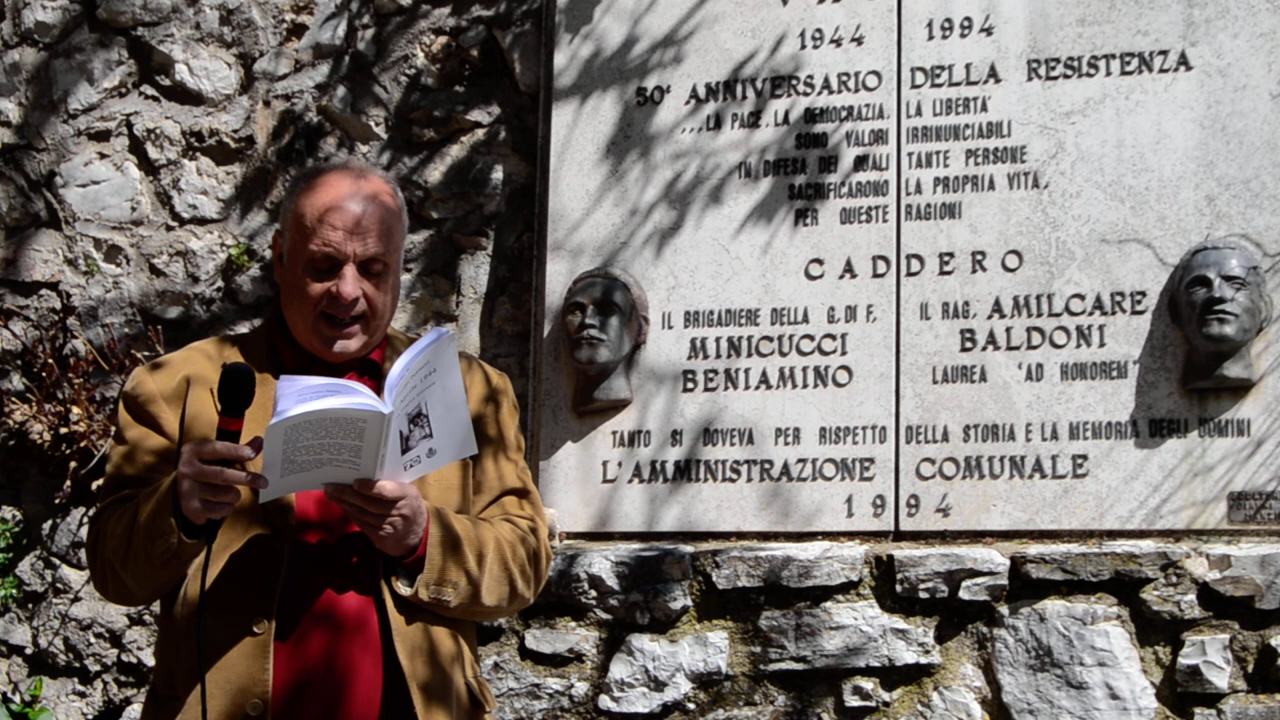 1944 1994
50' ANNIVERSARIO DELLA RESISTENZA
...LA PACE, LA DEMOCRAZIA, LA LIBERTA'
SONO VALORI IRRINUNCIABILI
IN DIFESA DEI QUALI TANTE PERSONE
SACRIFICARONO LA PROPRIA VITA.
PER QUESTE RAGIONI
CADDERO
IL BRIGADIERE DELLA G. DI F.
MINICUCCI
BENIAMINO
IL RAG. AMILCARE
BALDONI
LAUREA "AD HONOREM"
TANTO SI DOVEVA PER RISPETTO DELLA STORIA E LA MEMORIA DEGLI UOMINI
L'AMMINISTRAZIONE COMUNALE
1994
1944
70